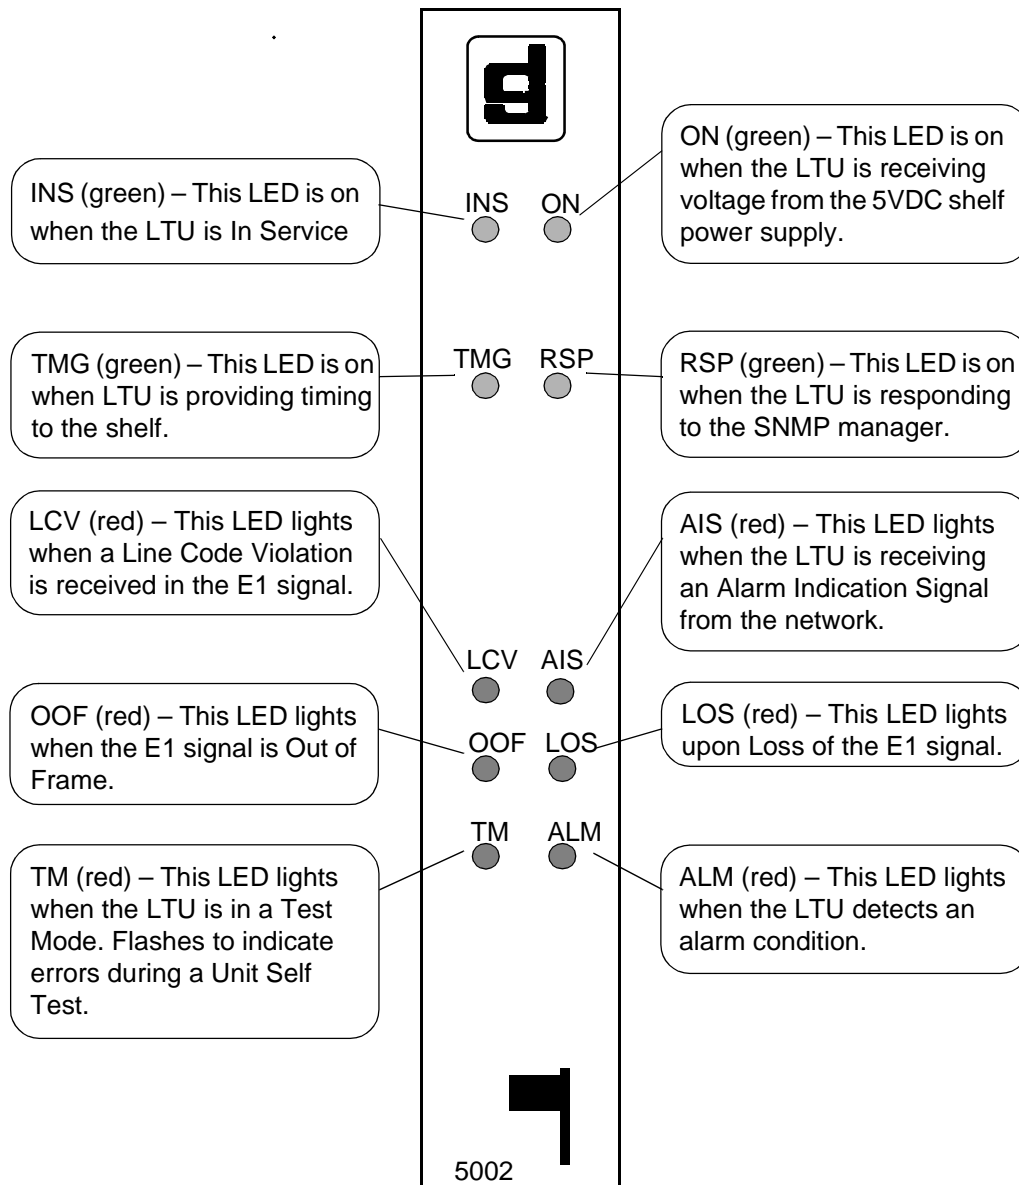 INS (green) – This LED is on
when the LTU is In Service
ON (green) – This LED is on
when the LTU is receiving
voltage from the 5VDC shelf
power supply.
INS ON
TMG (green) – This LED is on
when LTU is providing timing
to the shelf.
TMG RSP
RSP (green) – This LED is on
when the LTU is responding
to the SNMP manager.
LCV (red) – This LED lights
when a Line Code Violation
is received in the E1 signal.
AIS (red) – This LED lights
when the LTU is receiving
an Alarm Indication Signal
from the network.
LCV AIS
OOF (red) – This LED lights
when the E1 signal is Out of
Frame.
OOF LOS
LOS (red) – This LED lights
upon Loss of the E1 signal.
TM ALM
TM (red) – This LED lights
when the LTU is in a Test
Mode. Flashes to indicate
errors during a Unit Self
Test.
ALM (red) – This LED lights
when the LTU detects an
alarm condition.
5002